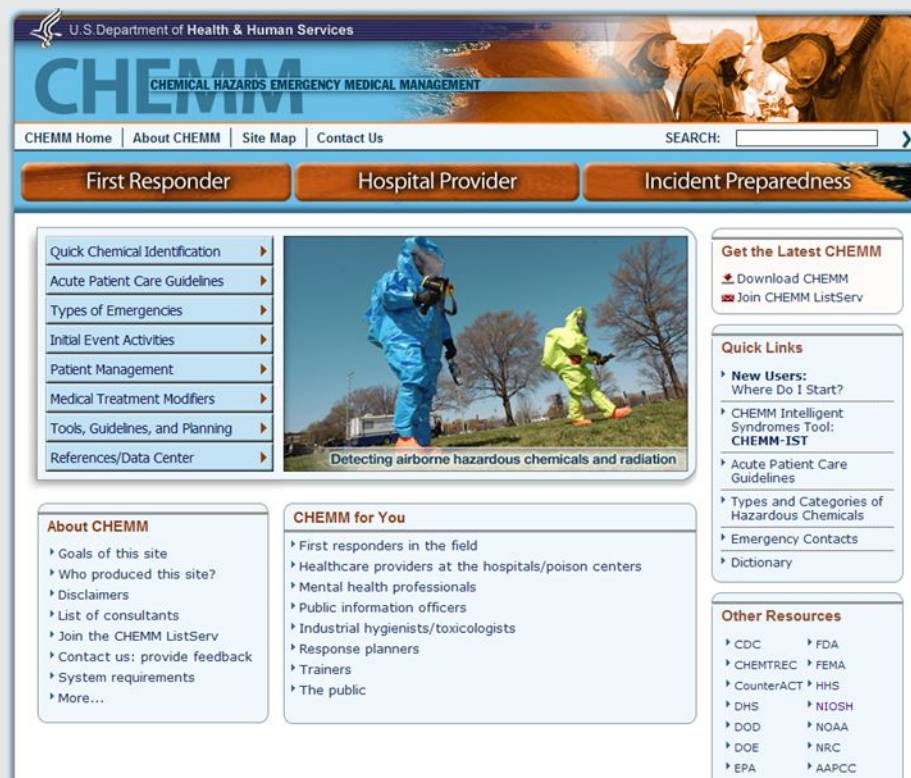 U.S. Department of Health & Human Services
CHEMM
CHEMICAL HAZARDS EMERGENCY MEDICAL MANAGEMENT
CHEMM Home
About CHEMM
Site Map
Contact Us
SEARCH:
First Responder
Hospital Provider
Incident Preparedness
Quick Chemical Identification
Acute Patient Care Guidelines
Types of Emergencies
Initial Event Activities
Patient Management
Medical Treatment Modifiers
Tools, Guidelines, and Planning
References/Data Center
Detecting airborne hazardous chemicals and radiation
Get the Latest CHEMM
Download CHEMM
Join CHEMM ListServ
Quick Links
New Users:
Where Do I Start?
CHEMM Intelligent
Syndromes Tool:
CHEMM-IST
Acute Patient Care
Guidelines
Types and Categories of
Hazardous Chemicals
Emergency Contacts
Dictionary
About CHEMM
Goals of this site
Who produced this site?
Disclaimers
List of consultants
Join the CHEMM ListServ
Contact us: provide feedback
System requirements
More...
CHEMM for You
First responders in the field
Healthcare providers at the hospitals/poison centers
Mental health professionals
Public information officers
Industrial hygienists/toxicologists
Response planners
Trainers
The public
Other Resources
CDC
FDA
CHEMTREC
FEMA
CounterACT
HHS
DHS
NIOSH
DOD
NOAA
DOE
NRC
EPA
AAPCC